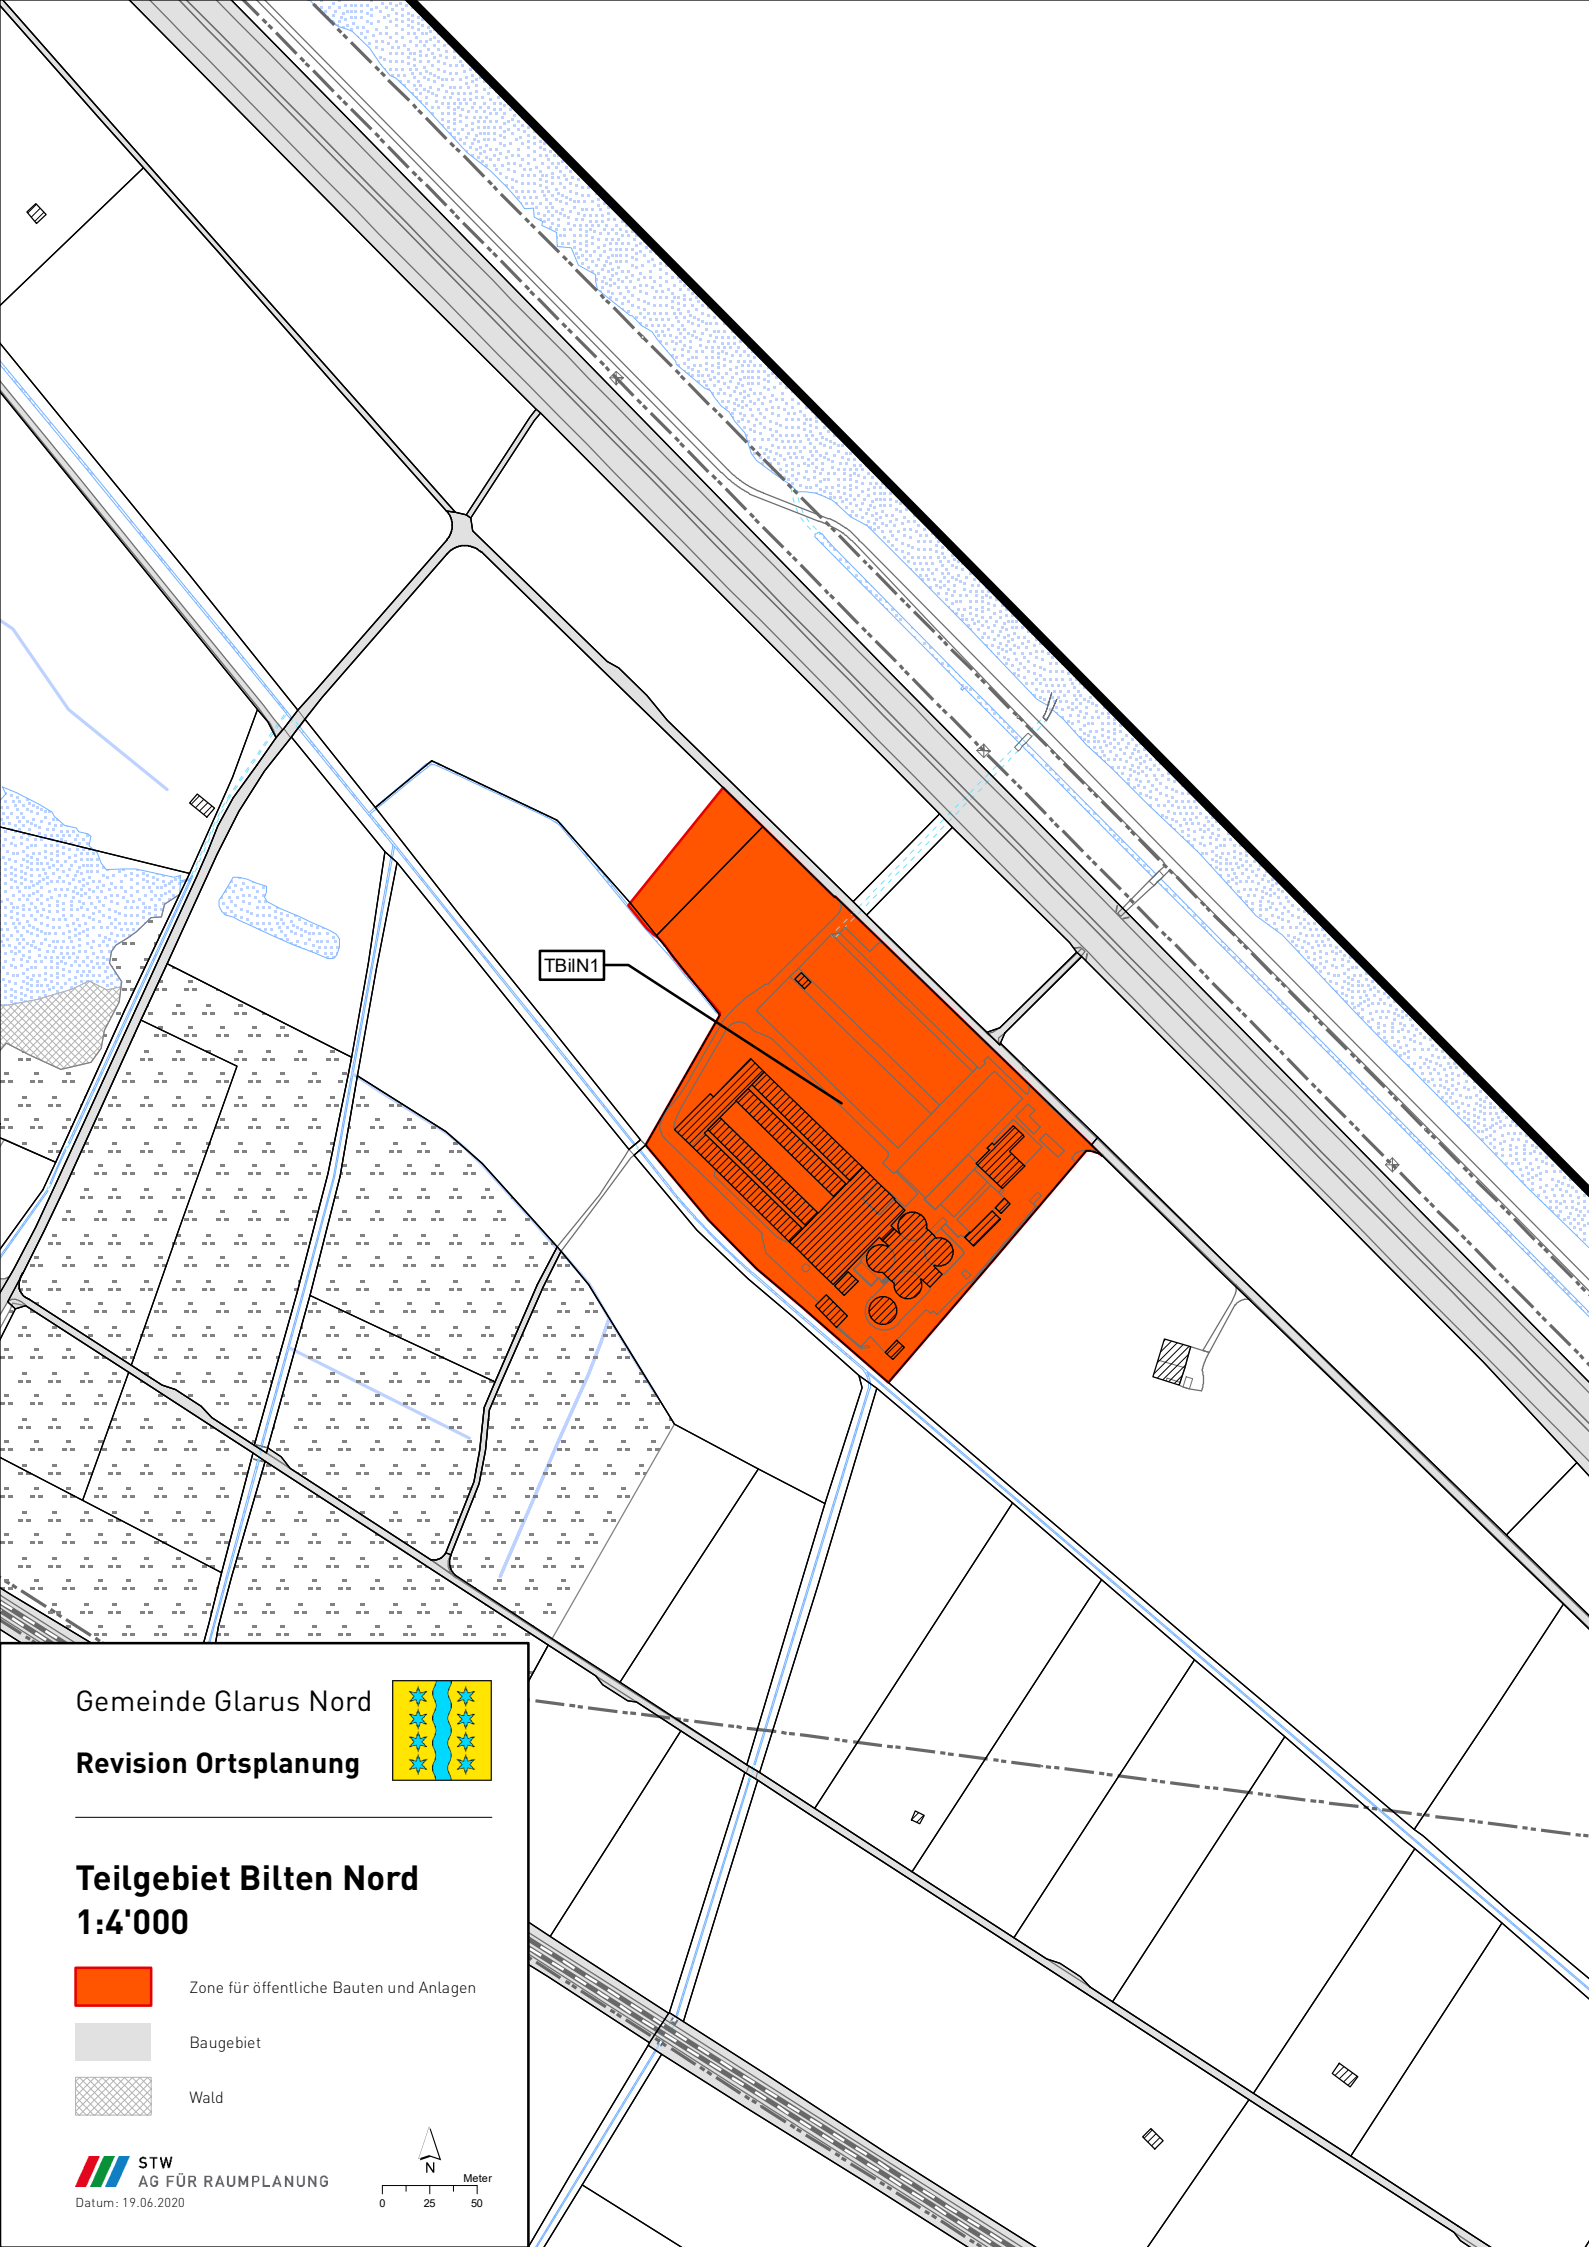 TBilN1
Gemeinde Glarus Nord
Revision Ortsplanung
Teilgebiet Bilten Nord
1:4'000
Zone für öffentliche Bauten und Anlagen
Baugebiet
Wald
STW
AG FÜR RAUMPLANUNG
Datum: 19.06.2020
N
Meter
0 25 50